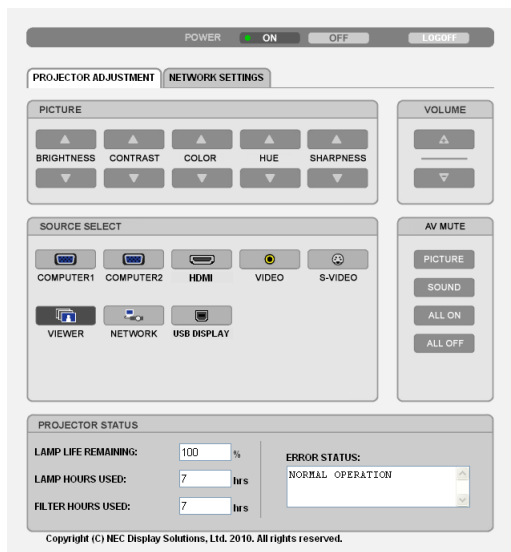 POWER ON OFF LOGOFF
PROJECTOR ADJUSTMENT NETWORK SETTINGS
PICTURE
BRIGHTNESS CONTRAST COLOR HUE SHARPNESS
VOLUME
SOURCE SELECT
COMPUTER1 COMPUTER2 HDMI VIDEO S-VIDEO
VIEWER NETWORK USB DISPLAY
AV MUTE
PICTURE
SOUND
ALL ON
ALL OFF
PROJECTOR STATUS
LAMP LIFE REMAINING: 100 %
LAMP HOURS USED: 7 hrs
FILTER HOURS USED: 7 hrs
ERROR STATUS:
NORMAL OPERATION
Copyright (C) NEC Display Solutions, Ltd. 2010. All rights reserved.